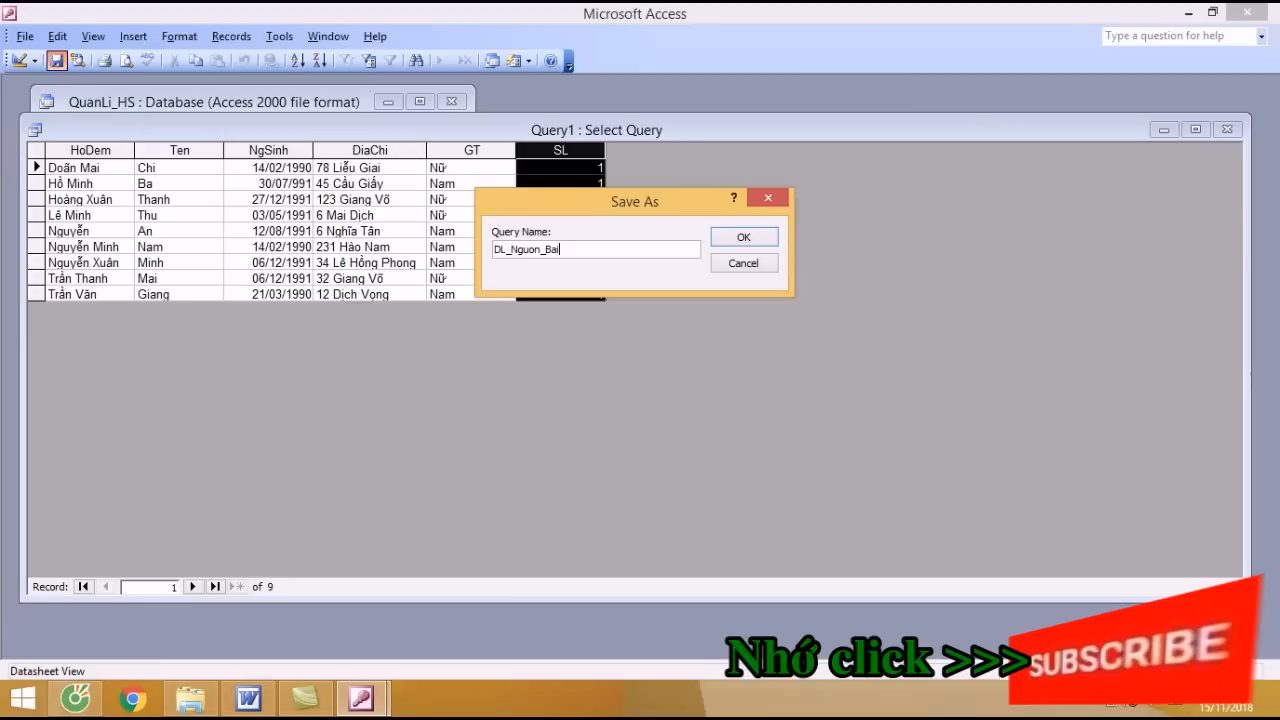 Microsoft Access
File Edit View Insert Format Records Tools Window Help
Type a question for help
QuanLi_HS : Database (Access 2000 file format)
Query1 : Select Query
HoDem Ten NgSinh DiaChi GT SL
Doãn Mai Chi 14/02/1990 78 Liễu Giai Nữ 1
Hồ Minh Ba 30/07/991 45 Cầu Giấy Nam 1
Hoàng Xuân Thanh 27/12/1991 123 Giang Võ Nữ
Lê Minh Thu 03/05/1991 6 Mai Dịch Nữ
Nguyễn An 12/08/1991 6 Nghĩa Tân Nam
Nguyễn Minh Nam 14/02/1990 231 Hào Nam Nam
Nguyễn Xuân Minh 06/12/1991 34 Lê Hồng Phong Nam
Trần Thanh Mai 06/12/1991 32 Giang Võ Nữ
Trần Văn Giang 21/03/1990 12 Dịch Vọng Nam
Save As
Query Name:
DL_Nguon_Bai
OK
Cancel
Record: 1 of 9
Nhớ click >>>
SUBSCRIBE
Datasheet View
15/11/2018